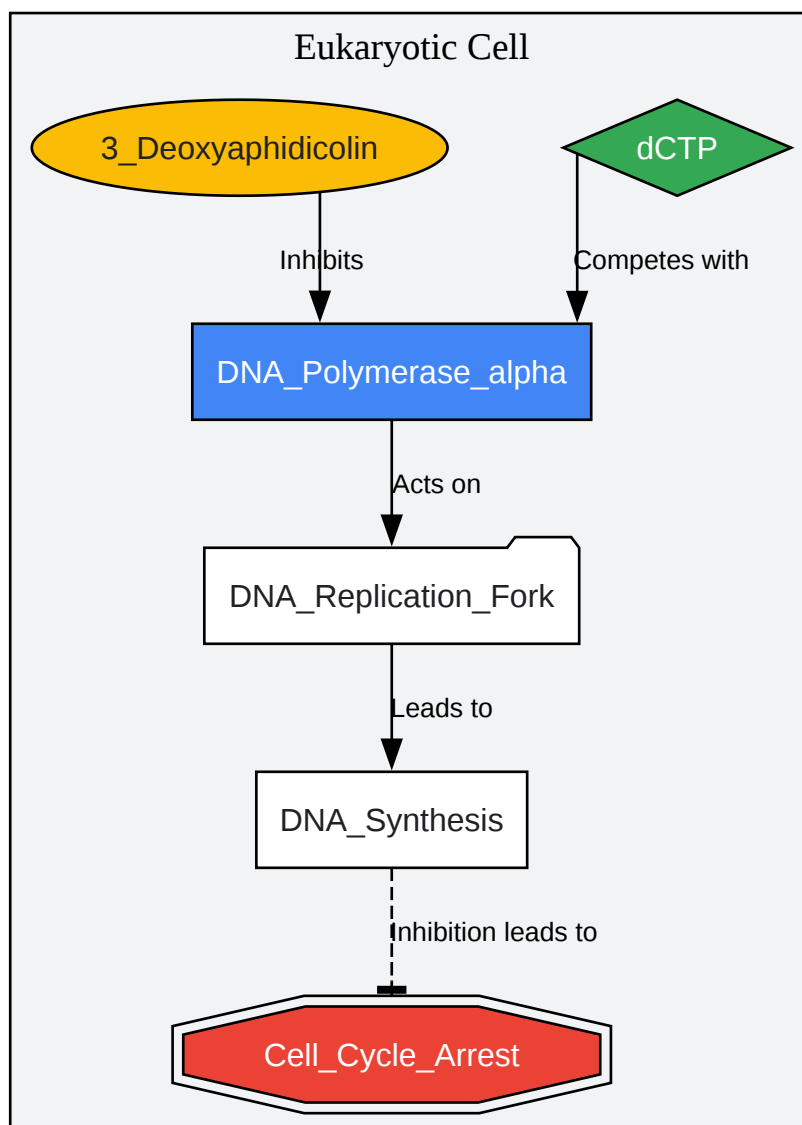 Eukaryotic Cell
3_Deoxyaphidicolin
dCTP
Inhibits
Competes with
DNA_Polymerase_alpha
Acts on
DNA_Replication_Fork
Leads to
DNA_Synthesis
Inhibition leads to
Cell_Cycle_Arrest